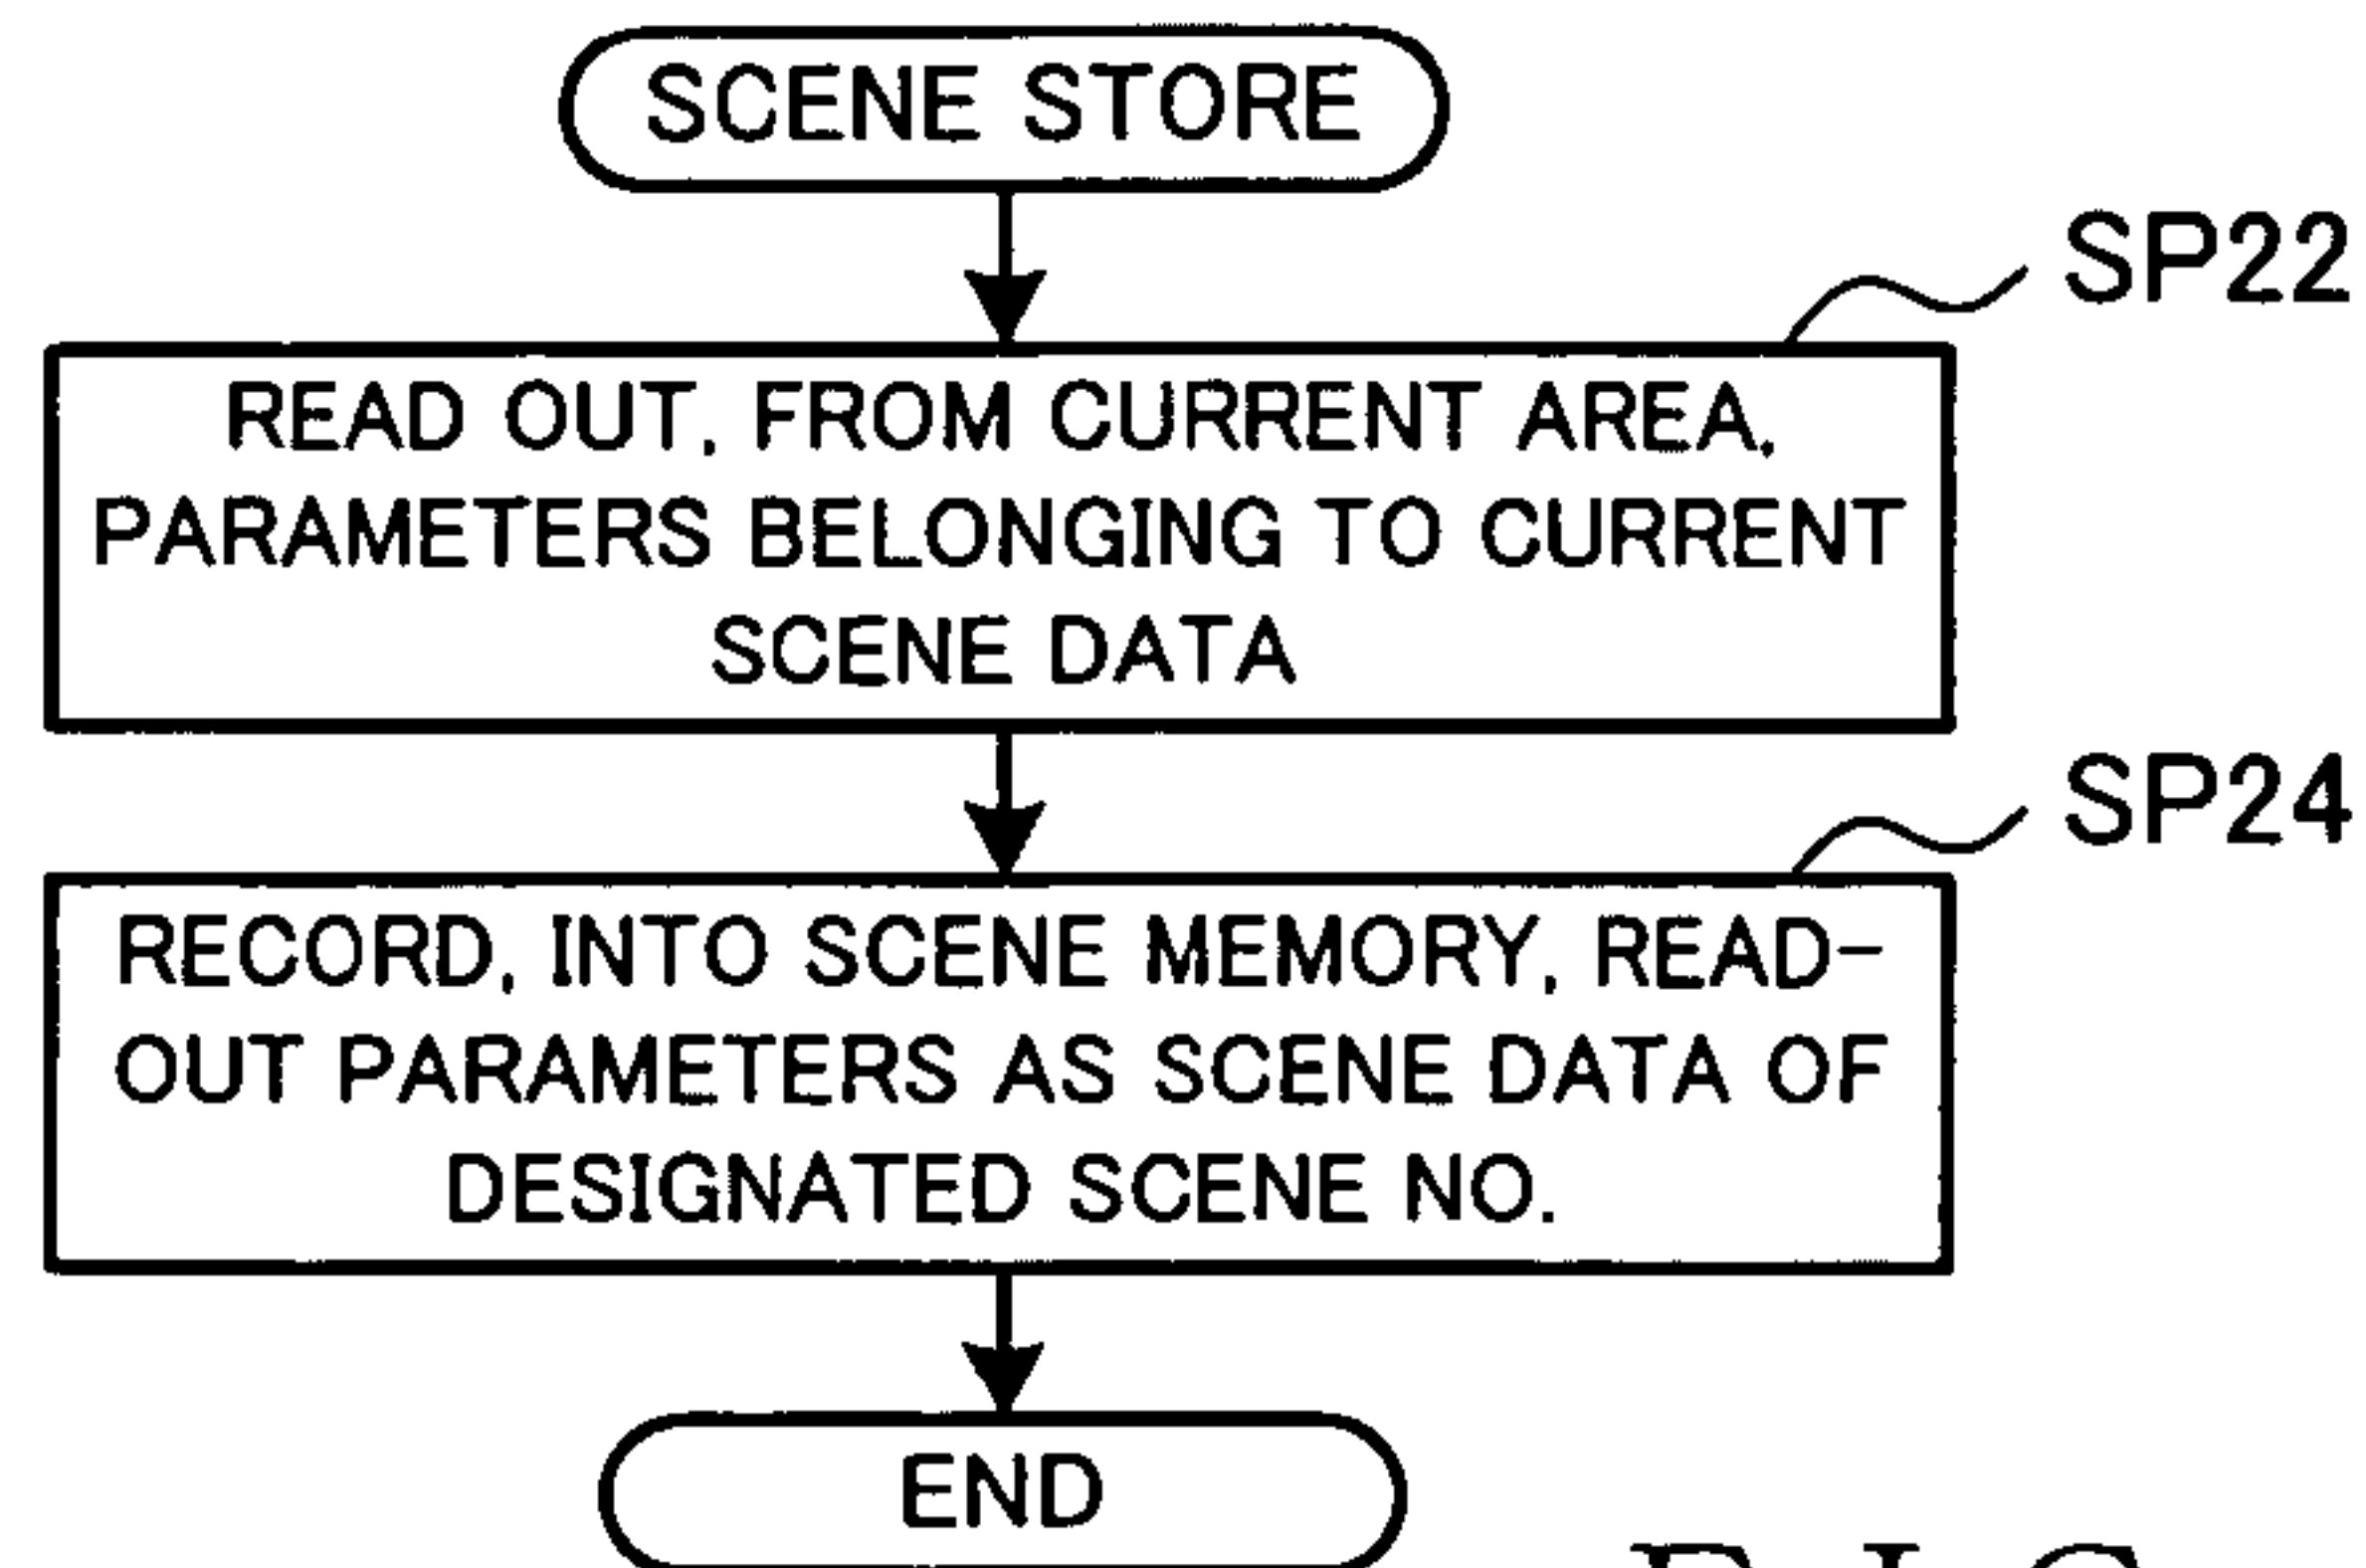 SCENE STORE
SP22
READ OUT, FROM CURRENT AREA,
PARAMETERS BELONGING TO CURRENT
SCENE DATA
SP24
RECORD, INTO SCENE MEMORY, READ-
OUT PARAMETERS AS SCENE DATA OF
DESIGNATED SCENE NO.
END